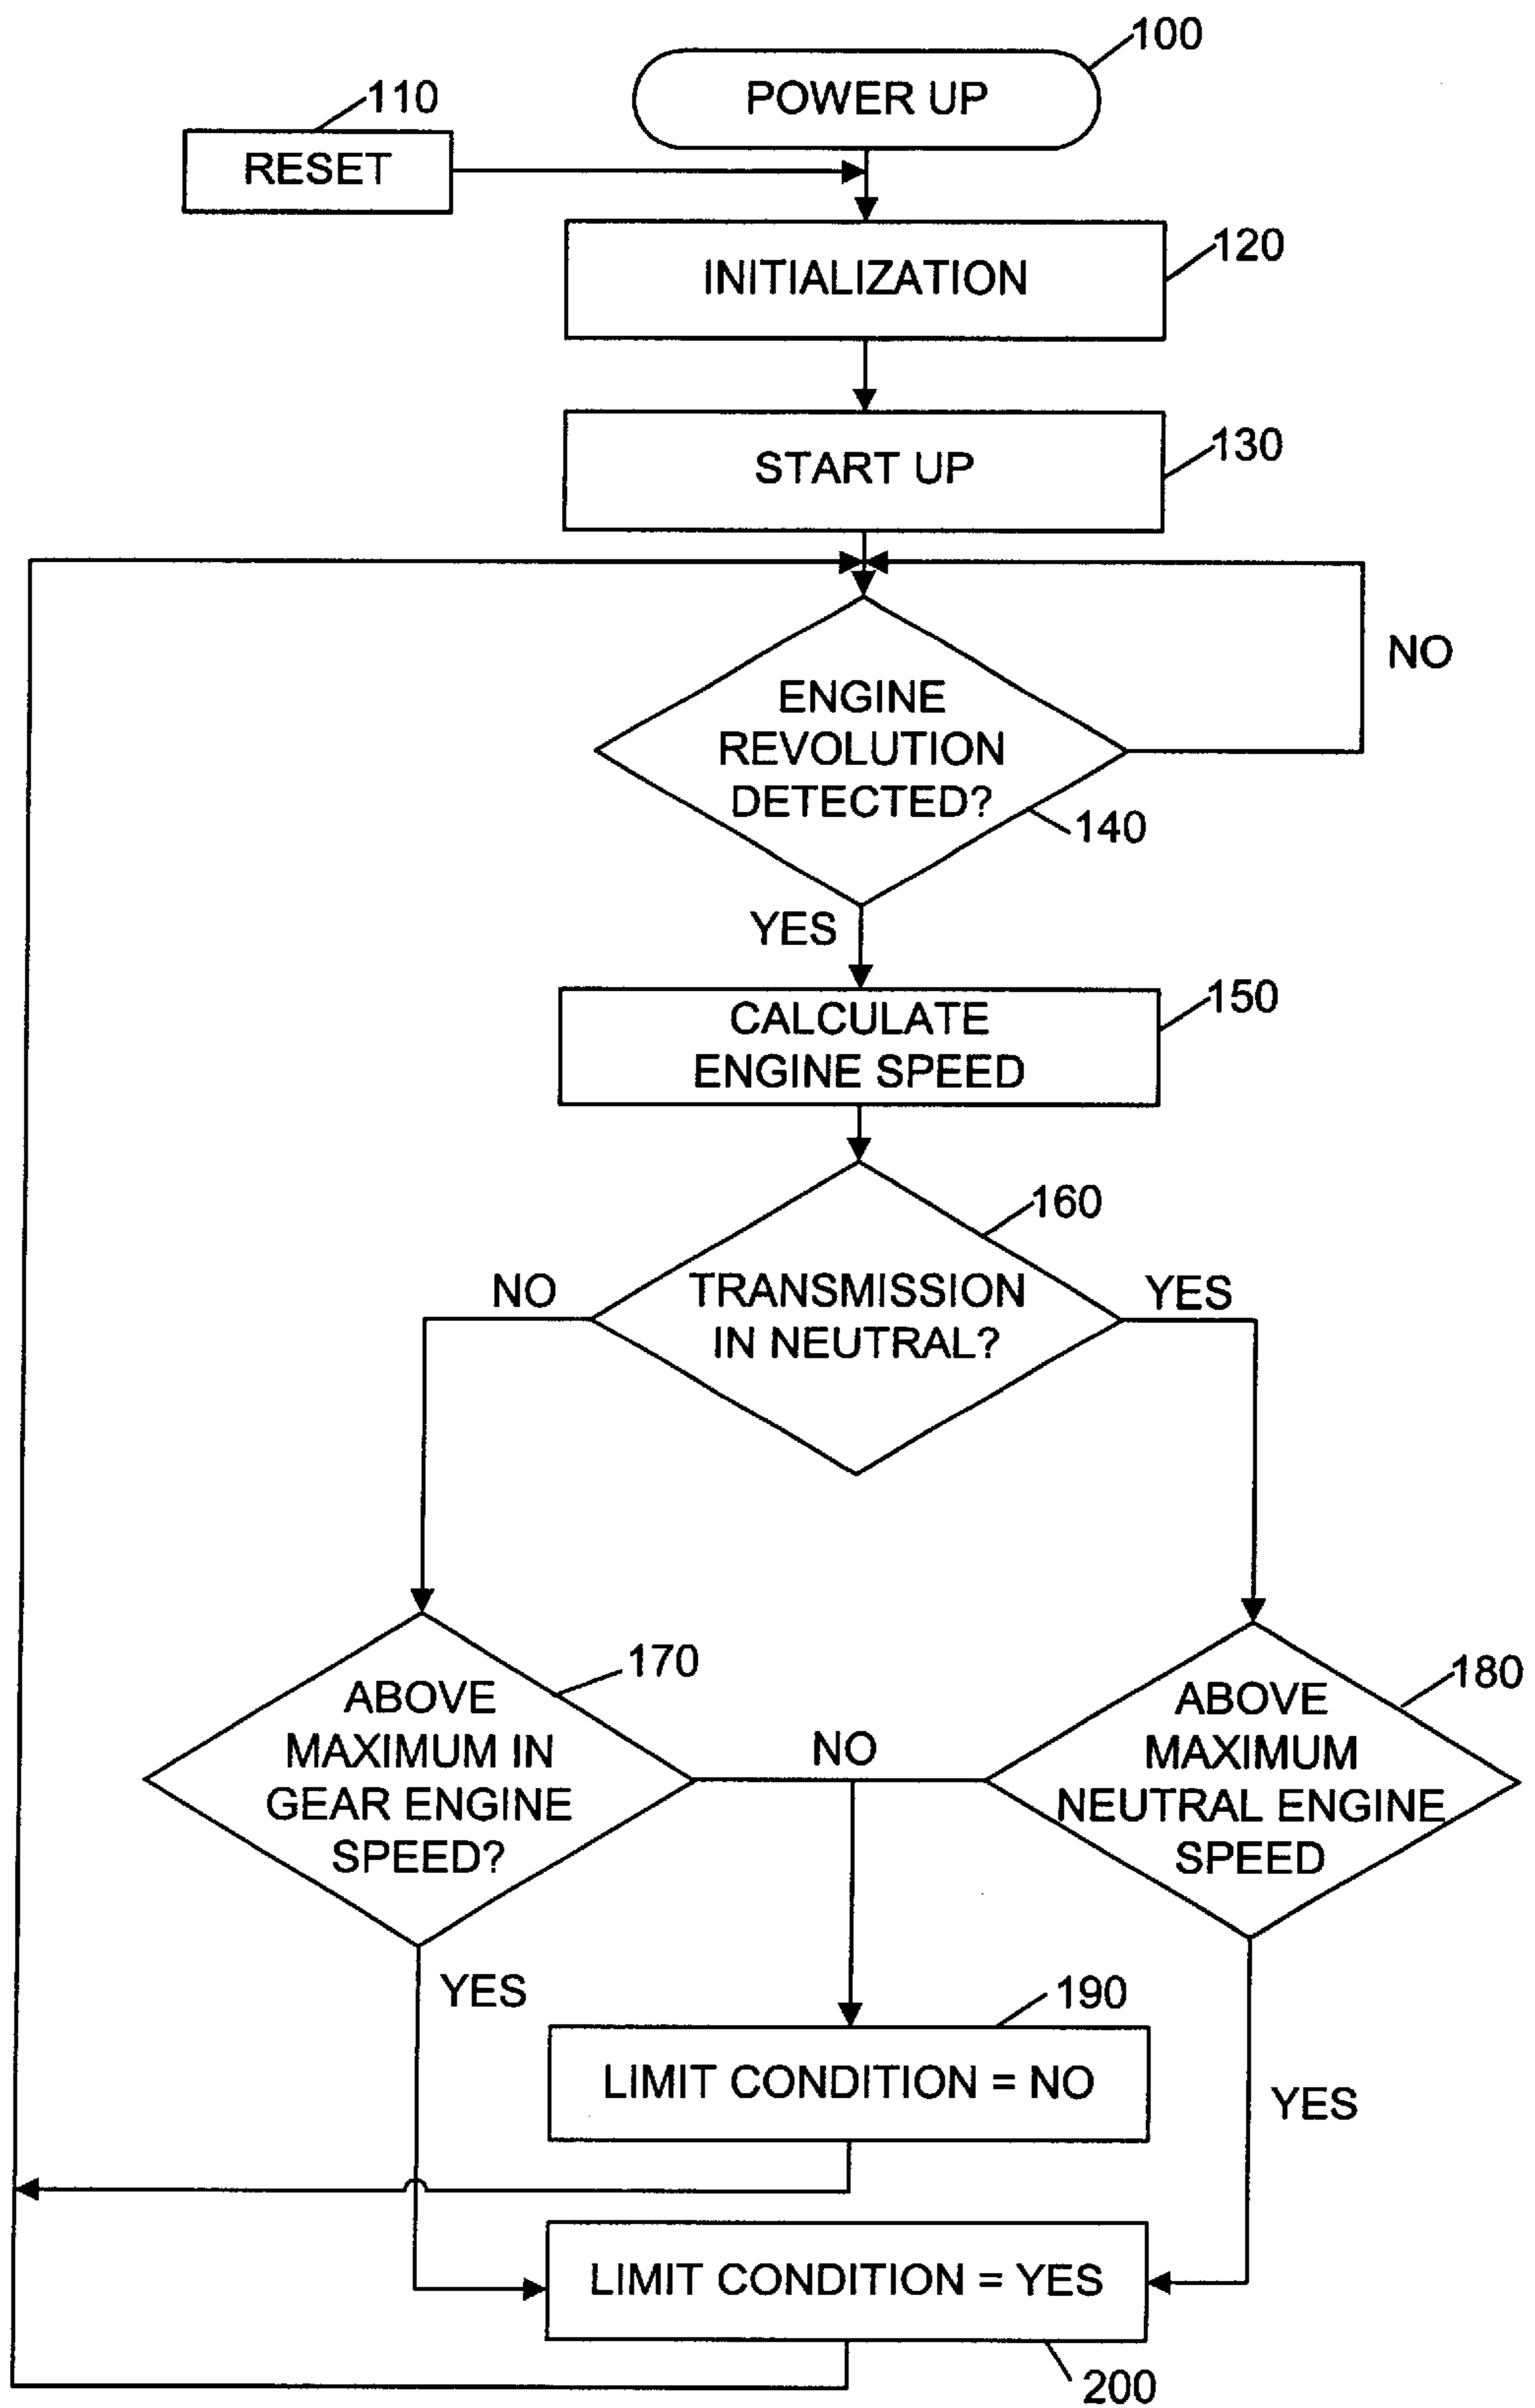 100
POWER UP
110
RESET
120
INITIALIZATION
130
START UP
NO
ENGINE
REVOLUTION
DETECTED?
140
YES
150
CALCULATE
ENGINE SPEED
160
NO
TRANSMISSION
IN NEUTRAL?
YES
170
ABOVE
MAXIMUM IN
GEAR ENGINE
SPEED?
NO
180
ABOVE
MAXIMUM
NEUTRAL ENGINE
SPEED
YES
190
LIMIT CONDITION = NO
YES
LIMIT CONDITION = YES
200